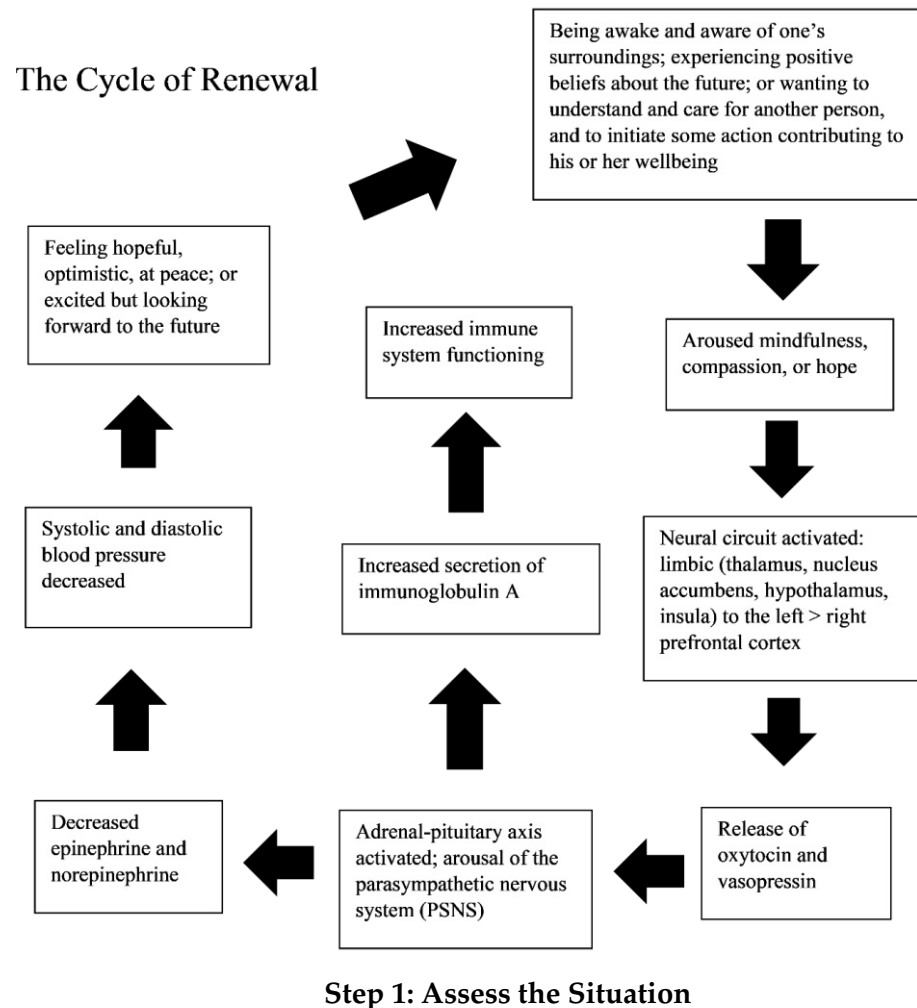 The Cycle of Renewal
Being awake and aware of one’s
surroundings; experiencing positive
beliefs about the future; or wanting to
understand and care for another person,
and to initiate some action contributing to
his or her wellbeing
Aroused mindfulness,
compassion, or hope
Neural circuit activated:
limbic (thalamus, nucleus
accumbens, hypothalamus,
insula) to the left > right
prefrontal cortex
Release of
oxytocin and
vasopressin
Adrenal-pituitary axis
activated; arousal of the
parasympathetic nervous
system (PSNS)
Increased secretion of
immunoglobulin A
Increased immune
system functioning
Decreased
epinephrine and
norepinephrine
Systolic and diastolic
blood pressure
decreased
Feeling hopeful,
optimistic, at peace; or
excited but looking
forward to the future
Step 1: Assess the Situation